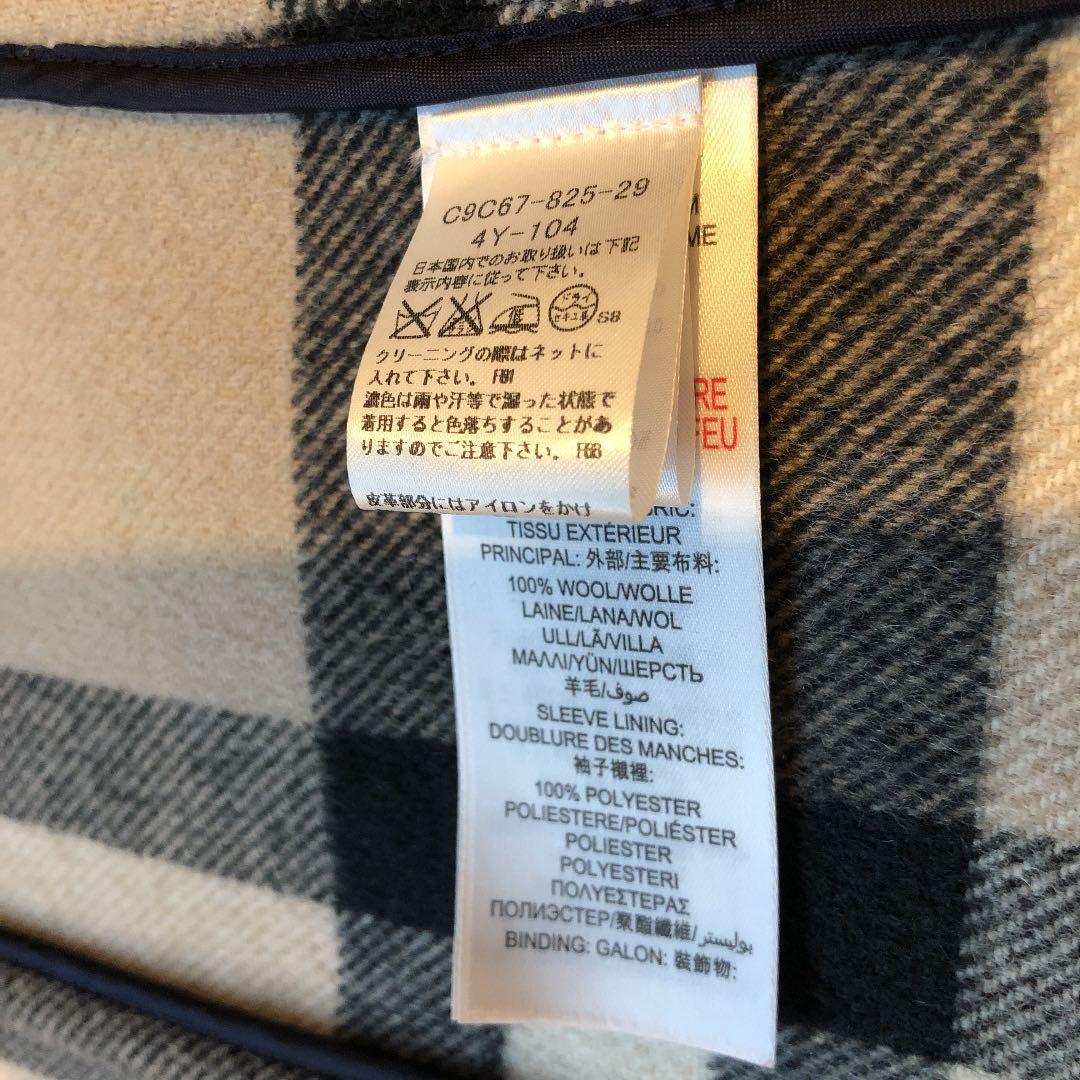 C9C67-825-29
4Y-104
日本国内でのお取り扱いは下記
表示内容に従って下さい。
ドライ
セキユ系
S8
クリーニングの際はネットに
入れて下さい。
濃色は雨や汗等で湿った状態で
着用すると色落ちすることがあ
りますのでご注意下さい。
皮革部分にはアイロンをかけ
ME
RE
FEU
RIC:
TISSU EXTÉRIEUR
PRINCIPAL: 外部/主要布料:
100% WOOL/WOLLE
LAINE/LANA/WOL
ULL/LÃ/VILLA
ΜΑΛΛΙ/YÜN/ШЕРСТЬ
羊毛/صوف
SLEEVE LINING:
DOUBLURE DES MANCHES:
袖子襯裡:
100% POLYESTER
POLIESTERE/POLIÉSTER
POLIESTER
POLYESTERI
ΠΟΛΥΕΣΤΕΡΑΣ
ПОЛИЭСТЕР/聚酯纖維/بوليستر
BINDING: GALON: 裝飾物: